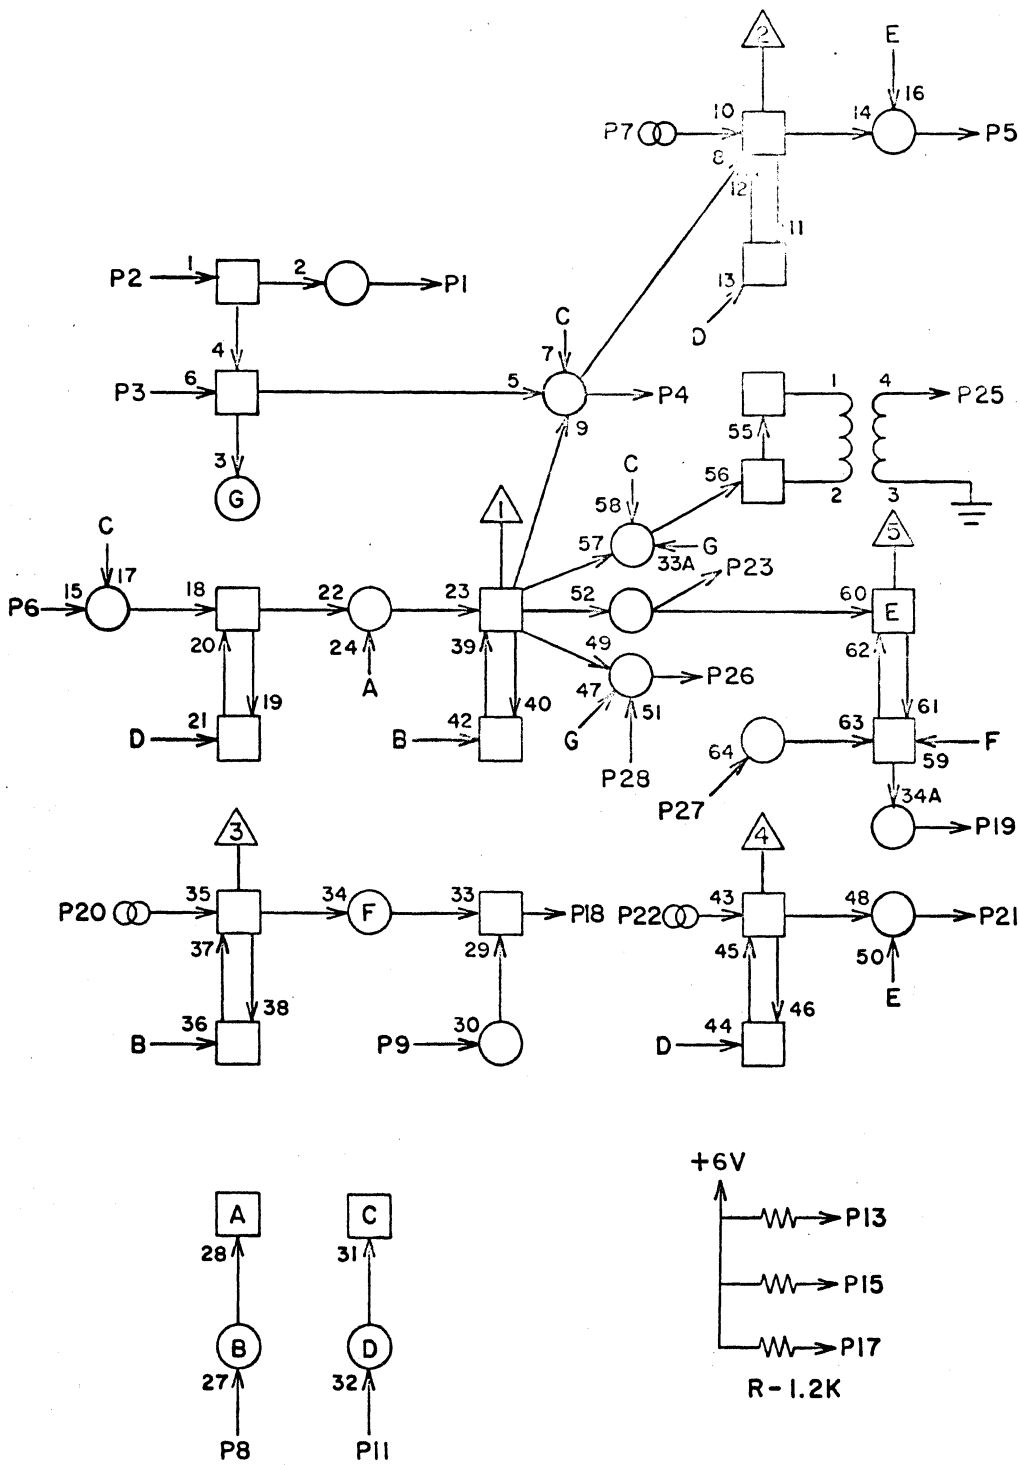 2
E
10
14
16
P7
P5
8
12
11
13
D
P2
1
2
P1
4
C
7
P3
6
5
P4
9
1
4
P25
55
3
G
C
58
56
2
3
1
5
C
17
57
33A
G
P23
P6
15
18
22
23
52
60
E
20
24
39
49
62
A
P26
19
40
47
51
61
D
21
B
42
G
P28
64
63
59
F
P27
34A
P19
3
4
P20
35
34
F
33
P18
P22
43
48
P21
37
29
45
50
E
38
46
B
36
P9
30
D
44
+6V
A
C
P13
28
31
P15
B
D
P17
27
32
R-1.2K
P8
P11